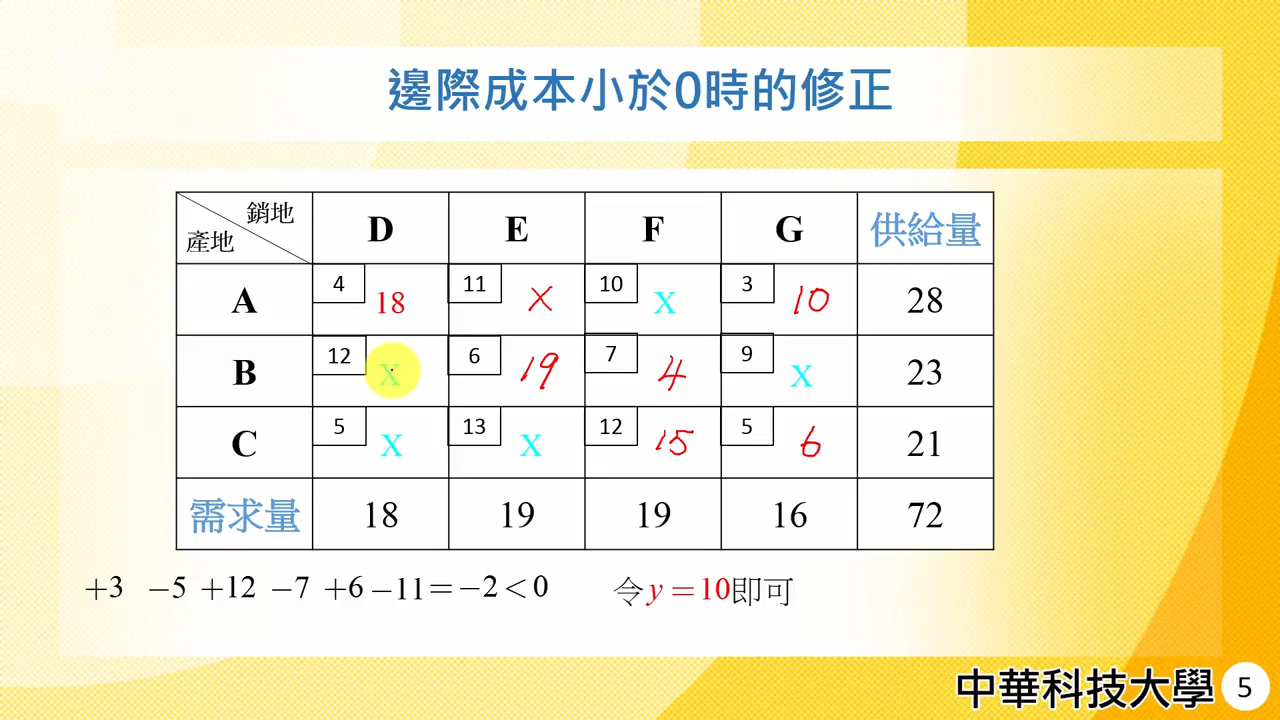 邊際成本小於0時的修正
銷地 產地 D E F G 供給量
A 4 18 11 X 10 X 3 10 28
B 12 X 6 19 7 4 9 X 23
C 5 X 13 X 12 15 5 6 21
需求量 18 19 19 16 72
+3 −5 +12 −7 +6 −11=−2<0 令y=10即可
中華科技大學 5